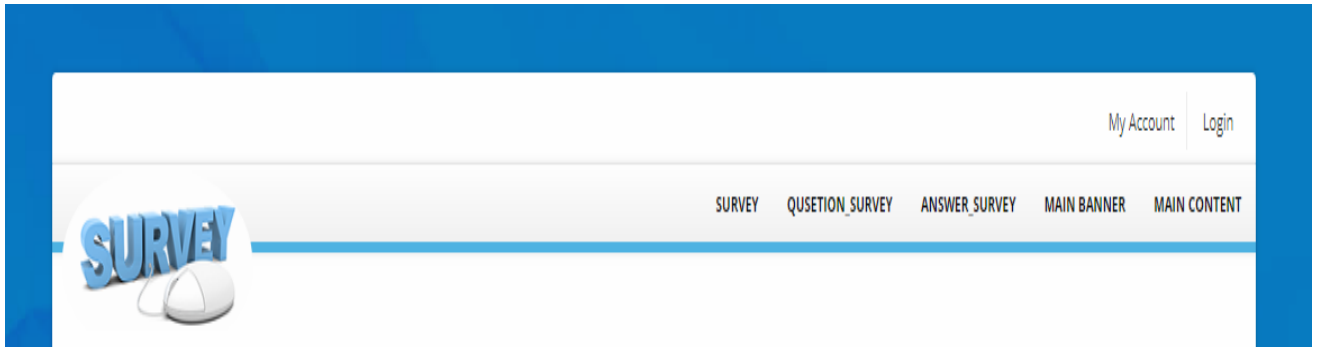 My Account Login
SURVEY QUSETION_SURVEY ANSWER_SURVEY MAIN BANNER MAIN CONTENT
SURVEY